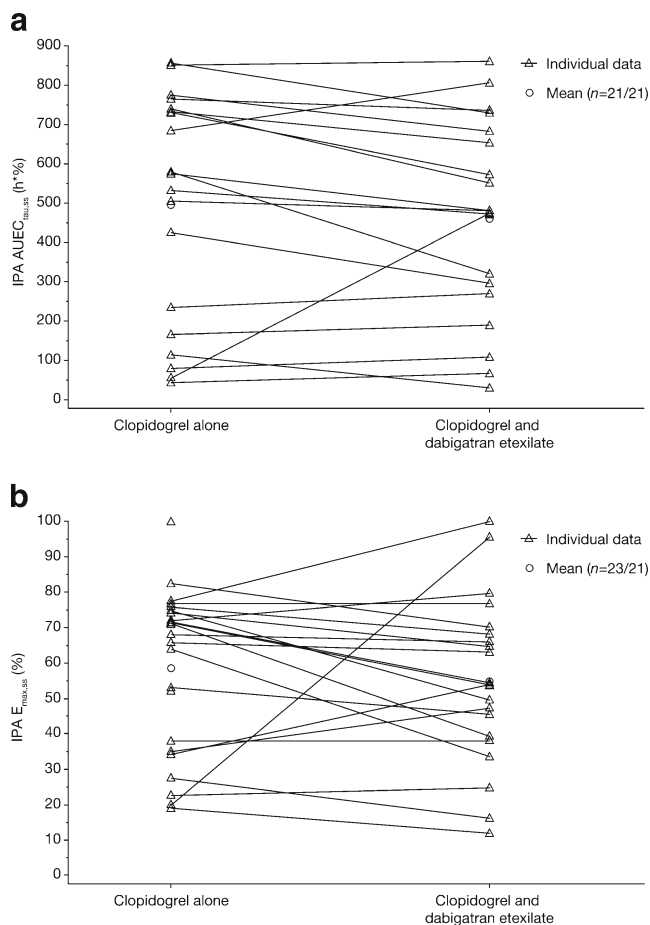 a
900
800
700
600
500
400
300
200
100
0
IPA AUECtau,ss (h*%)
Individual data
Mean (n=21/21)
Clopidogrel alone
Clopidogrel and
dabigatran etexilate
b
100
90
80
70
60
50
40
30
20
10
0
IPA Emax,ss (%)
Individual data
Mean (n=23/21)
Clopidogrel alone
Clopidogrel and
dabigatran etexilate